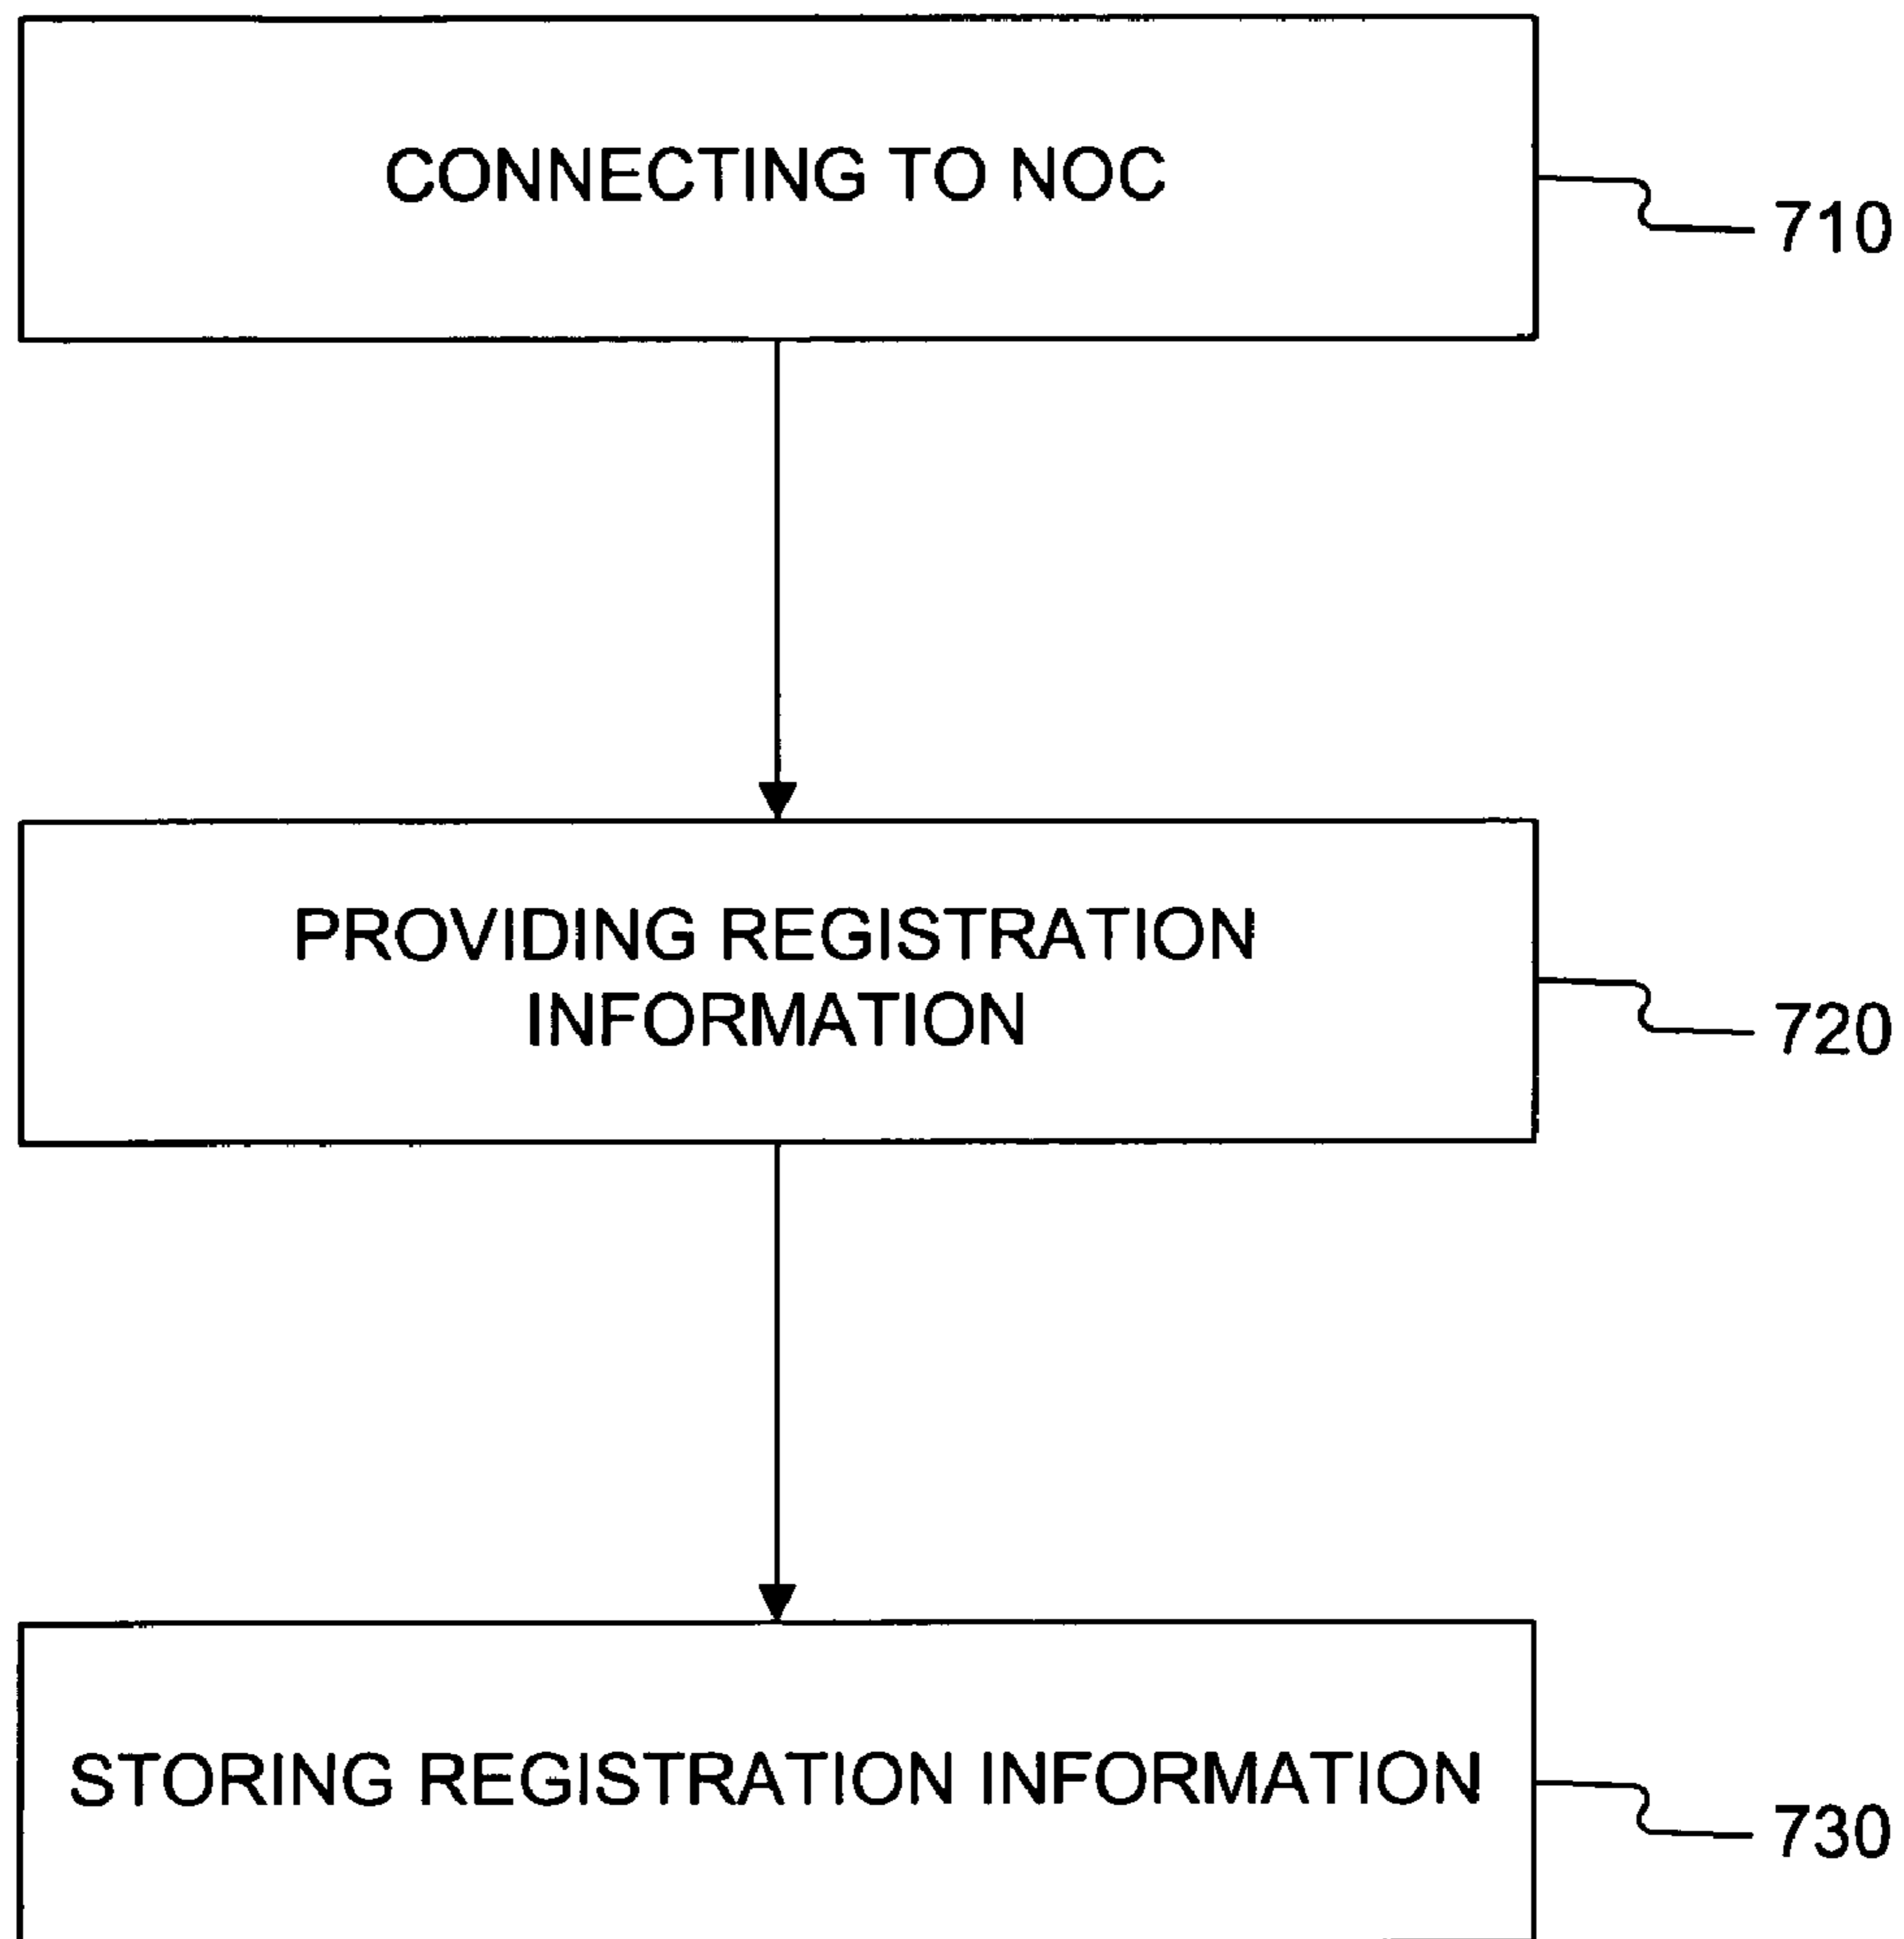 CONNECTING TO NOC
710
PROVIDING REGISTRATION
INFORMATION
720
STORING REGISTRATION INFORMATION
730